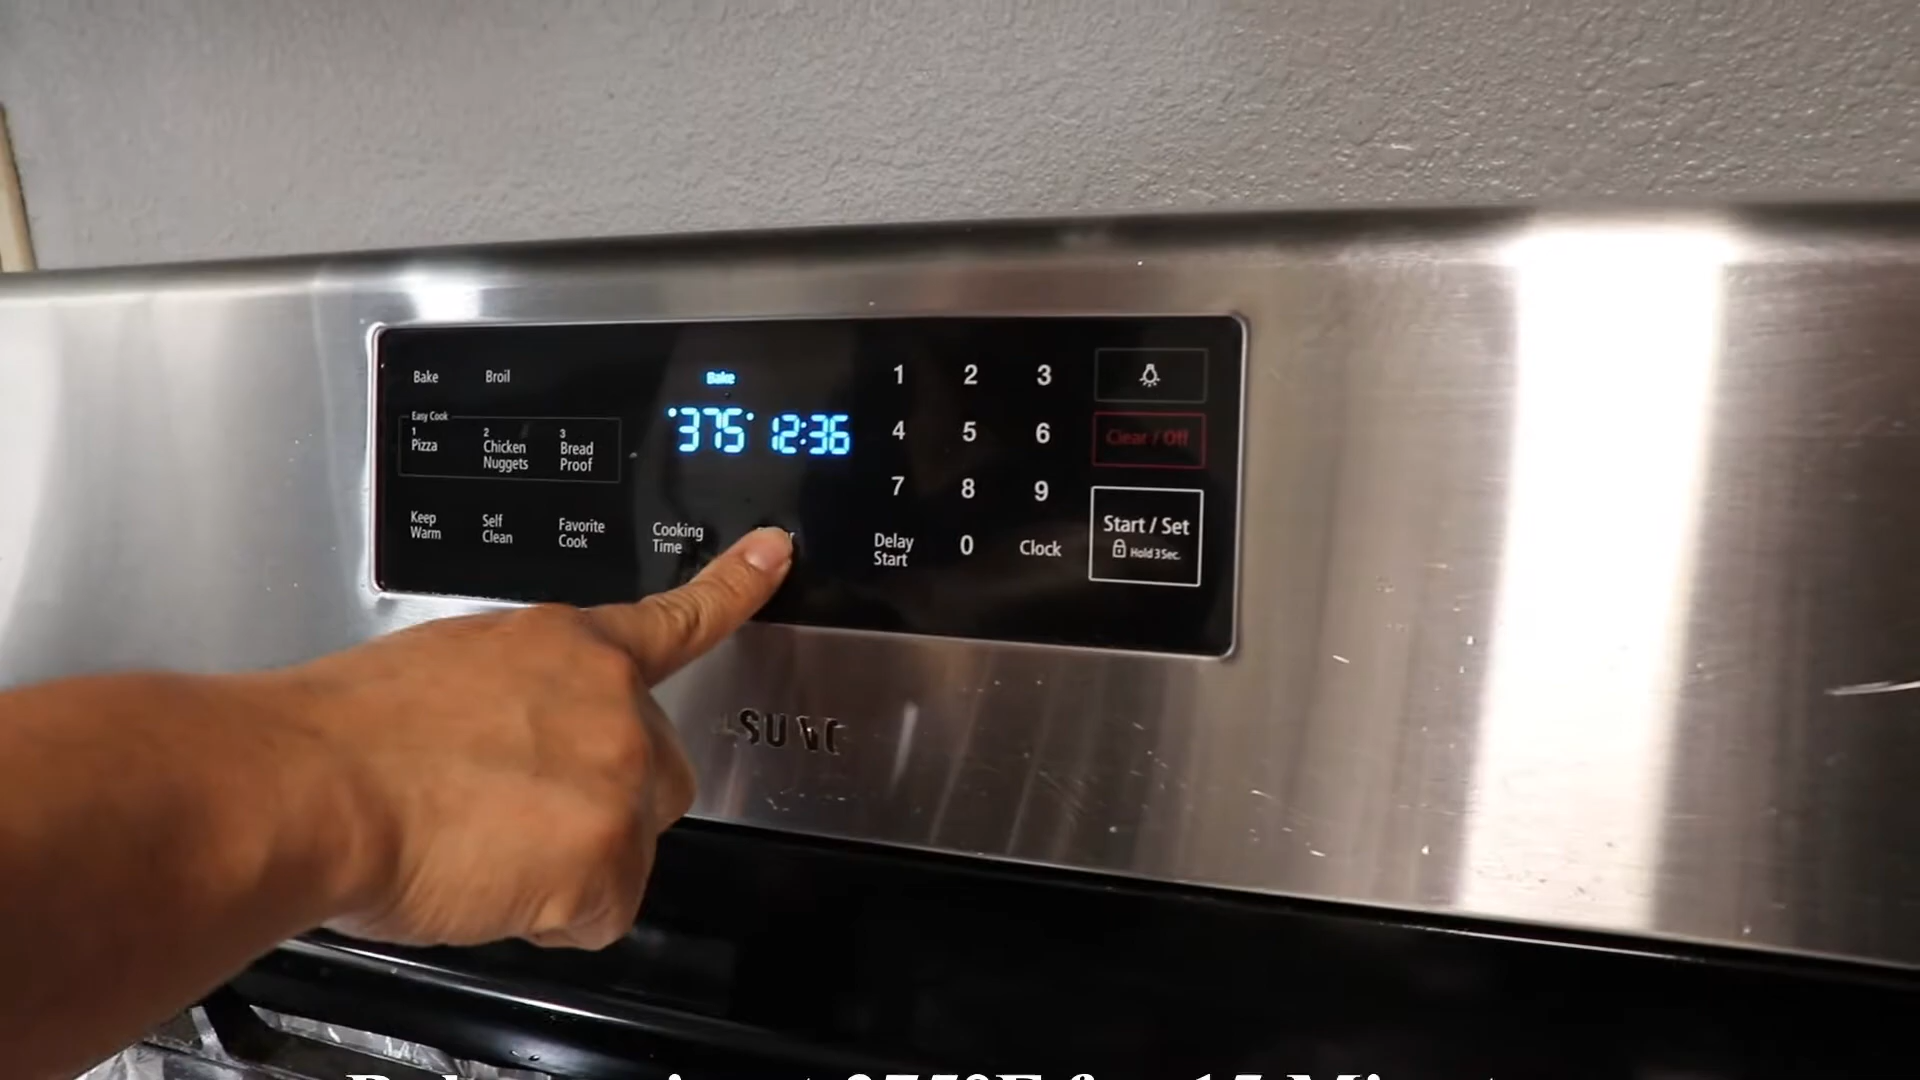 Bake Broil
Easy Cook
1 Pizza
2 Chicken Nuggets
3 Bread Proof
Keep Warm
Self Clean
Favorite Cook
Bake
375° 12:36
Cooking Time
1 2 3
4 5 6
7 8 9
Delay Start
0
Clock
Clear / Off
Start / Set
Hold 3 Sec.